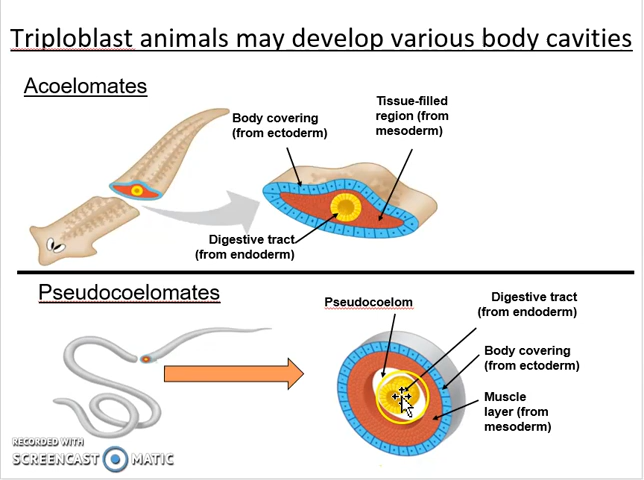 Triploblast animals may develop various body cavities
Acoelomates
Body covering
(from ectoderm)
Tissue-filled
region (from
mesoderm)
Digestive tract
(from endoderm)
Pseudocoelomates
Pseudocoelom
Digestive tract
(from endoderm)
Body covering
(from ectoderm)
Muscle
layer (from
mesoderm)
RECORDED WITH
SCREENCAST MATIC